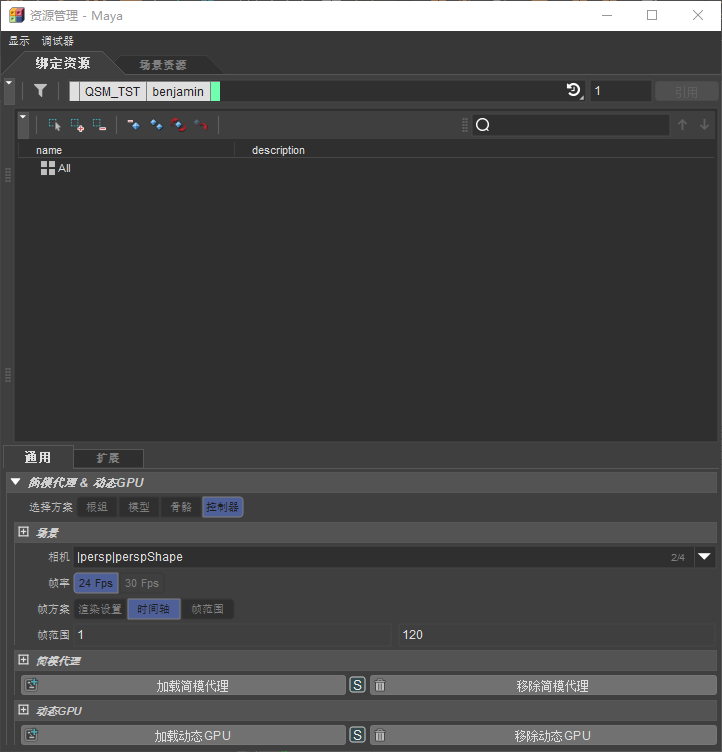 资源管理 - Maya
显示 调试器
绑定资源 场景资源
QSM_TST benjamin 1 引用
name description
All
通用 扩展
简模代理 & 动态GPU
选择方案 根组 模型 骨骼 控制器
场景
相机 |persp|perspShape 2/4
帧率 24 Fps 30 Fps
帧方案 渲染设置 时间轴 帧范围
帧范围 1 120
简模代理
加载简模代理 S 移除简模代理
动态GPU
加载动态GPU S 移除动态GPU